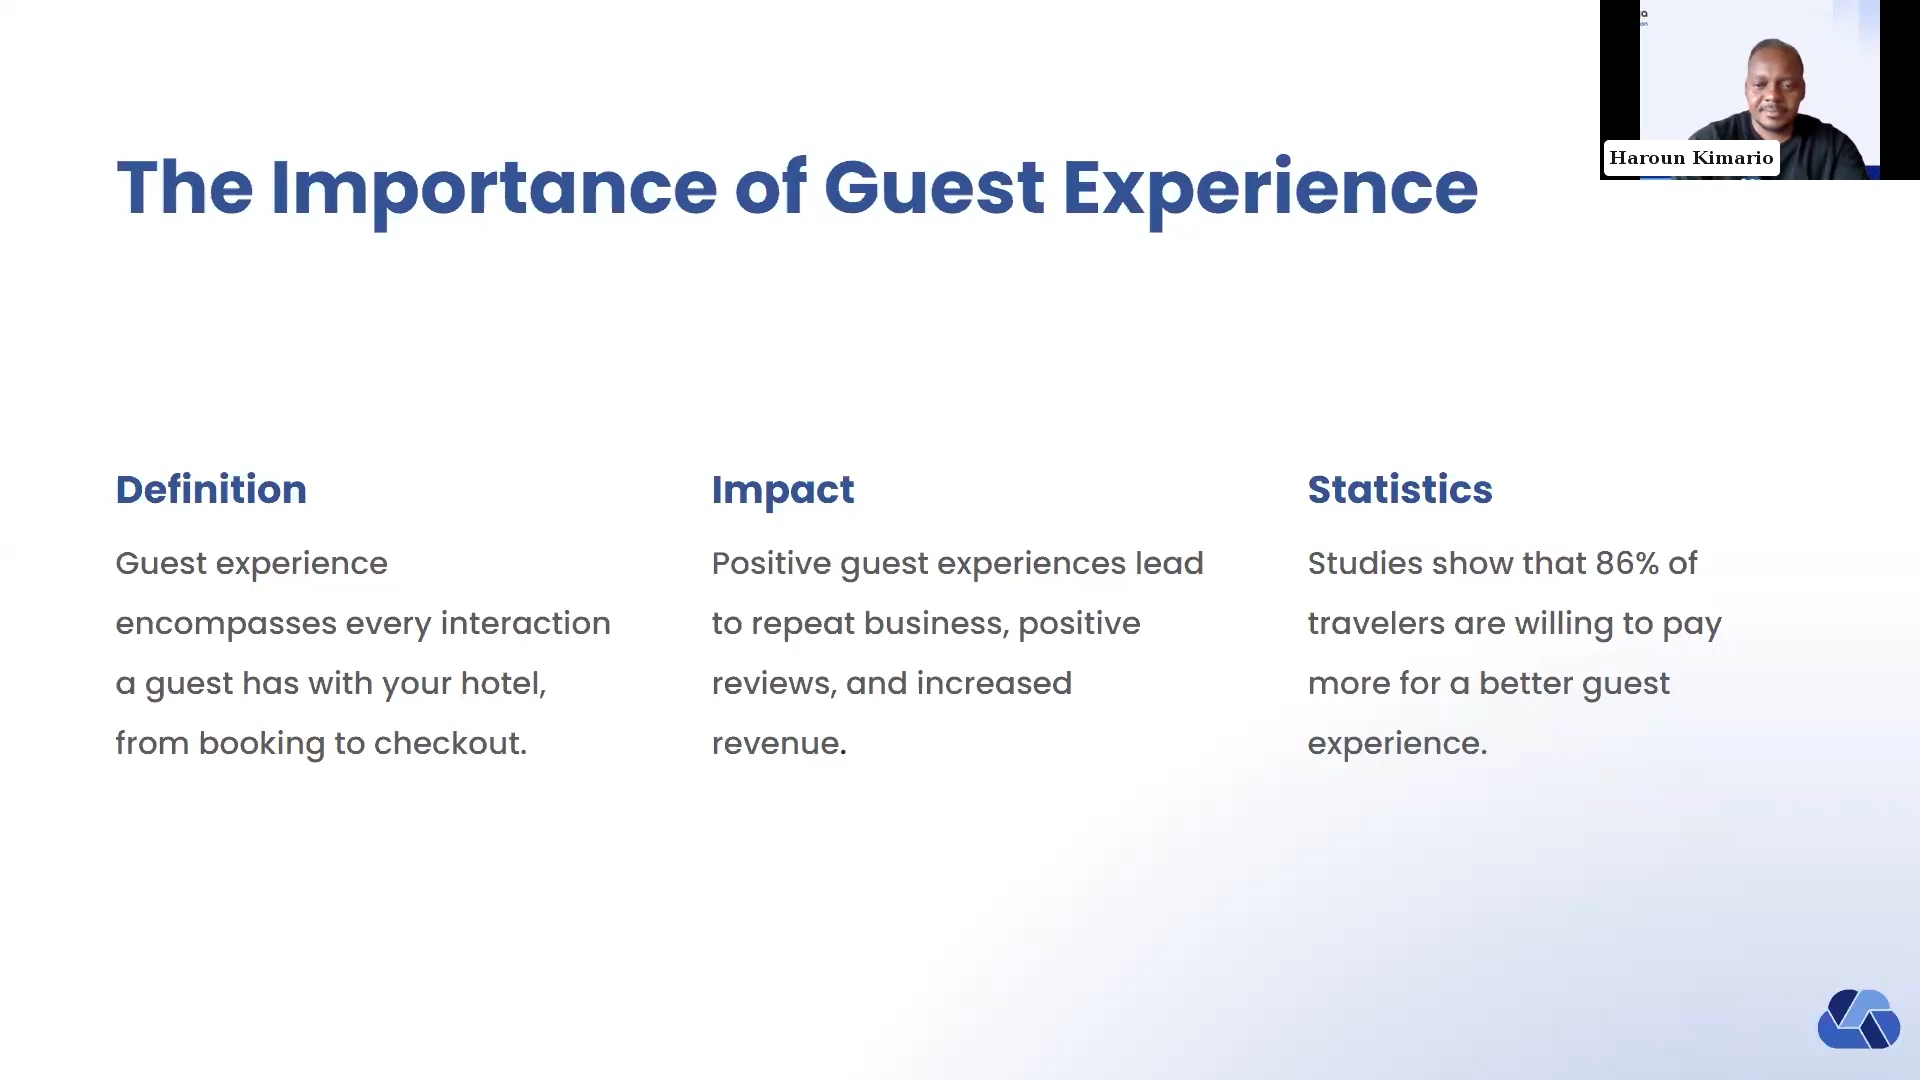 The Importance of Guest Experience
Haroun Kimario
Definition
Guest experience
encompasses every interaction
a guest has with your hotel,
from booking to checkout.
Impact
Positive guest experiences lead
to repeat business, positive
reviews, and increased
revenue.
Statistics
Studies show that 86% of
travelers are willing to pay
more for a better guest
experience.